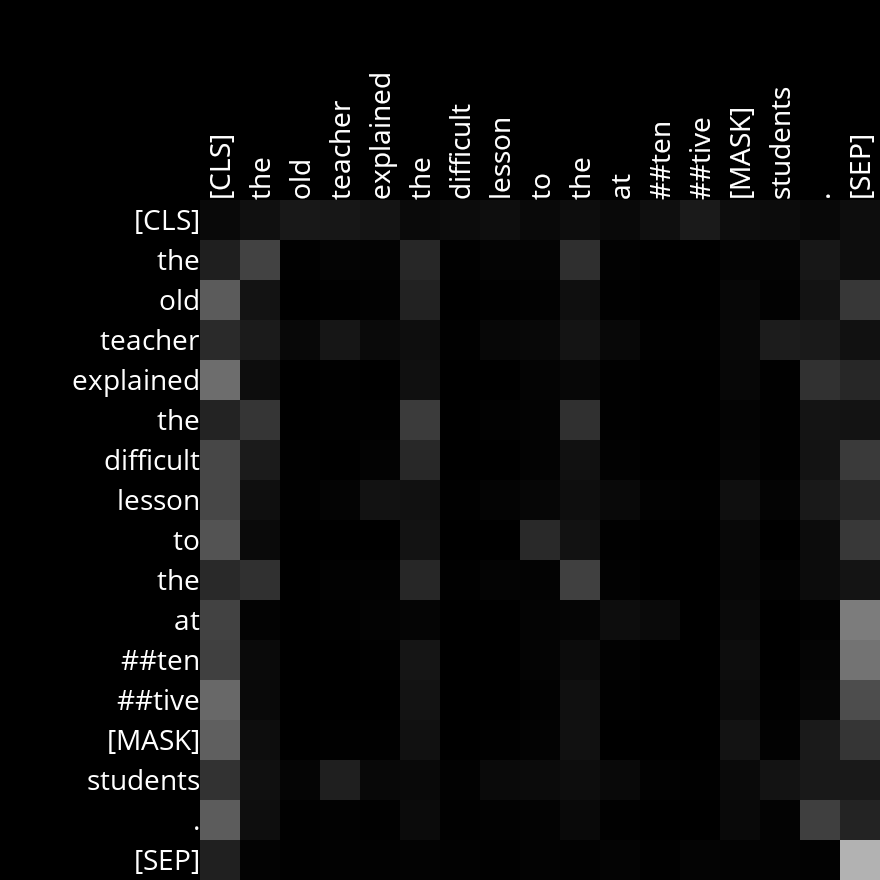 [CLS] the old teacher explained the difficult lesson to the at ##ten ##tive [MASK] students . [SEP]
[CLS]
the
old
teacher
explained
the
difficult
lesson
to
the
at
##ten
##tive
[MASK]
students
.
[SEP]